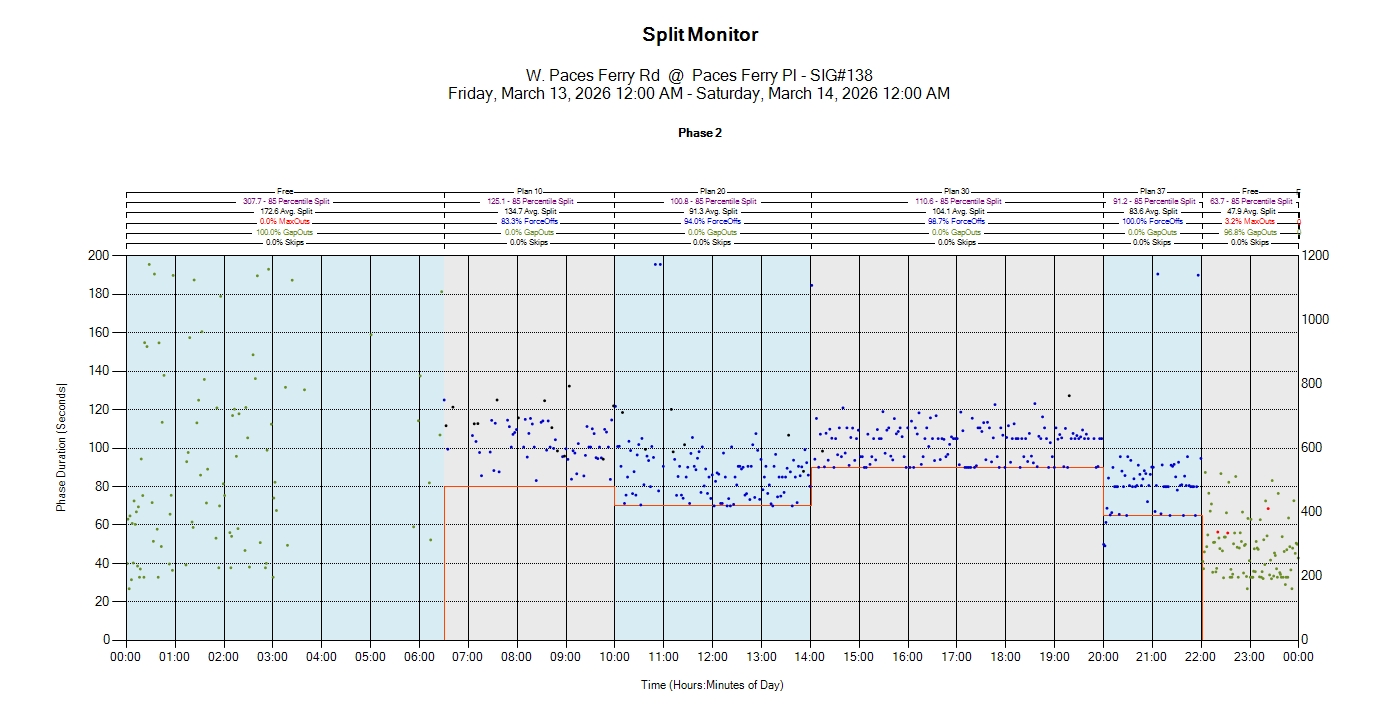 Split Monitor
W. Paces Ferry Rd @ Paces Ferry Pl - SIG#138
Friday, March 13, 2026 12:00 AM - Saturday, March 14, 2026 12:00 AM
Phase 2
Free Plan 10 Plan 20 Plan 30 Plan 37 Free F
307.7 - 85 Percentile Split 125.1 - 85 Percentile Split 100.8 - 85 Percentile Split 110.6 - 85 Percentile Split 91.2 - 85 Percentile Split 63.7 - 85 Percentile Split
172.6 Avg. Split 134.7 Avg. Split 91.3 Avg. Split 104.1 Avg. Split 83.6 Avg. Split 47.9 Avg. Split
0.0% MaxOuts 83.3% ForceOffs 94.0% ForceOffs 98.7% ForceOffs 100.0% ForceOffs 3.2% MaxOuts
100.0% GapOuts 0.0% GapOuts 0.0% GapOuts 0.0% GapOuts 0.0% GapOuts 96.8% GapOuts
0.0% Skips 0.0% Skips 0.0% Skips 0.0% Skips 0.0% Skips 0.0% Skips
200 1200
180
1000
160
140
800
120
100 600
80
400
60
40
200
20
0 0
00:00 01:00 02:00 03:00 04:00 05:00 06:00 07:00 08:00 09:00 10:00 11:00 12:00 13:00 14:00 15:00 16:00 17:00 18:00 19:00 20:00 21:00 22:00 23:00 00:00
Phase Duration (Seconds)
Time (Hours:Minutes of Day)